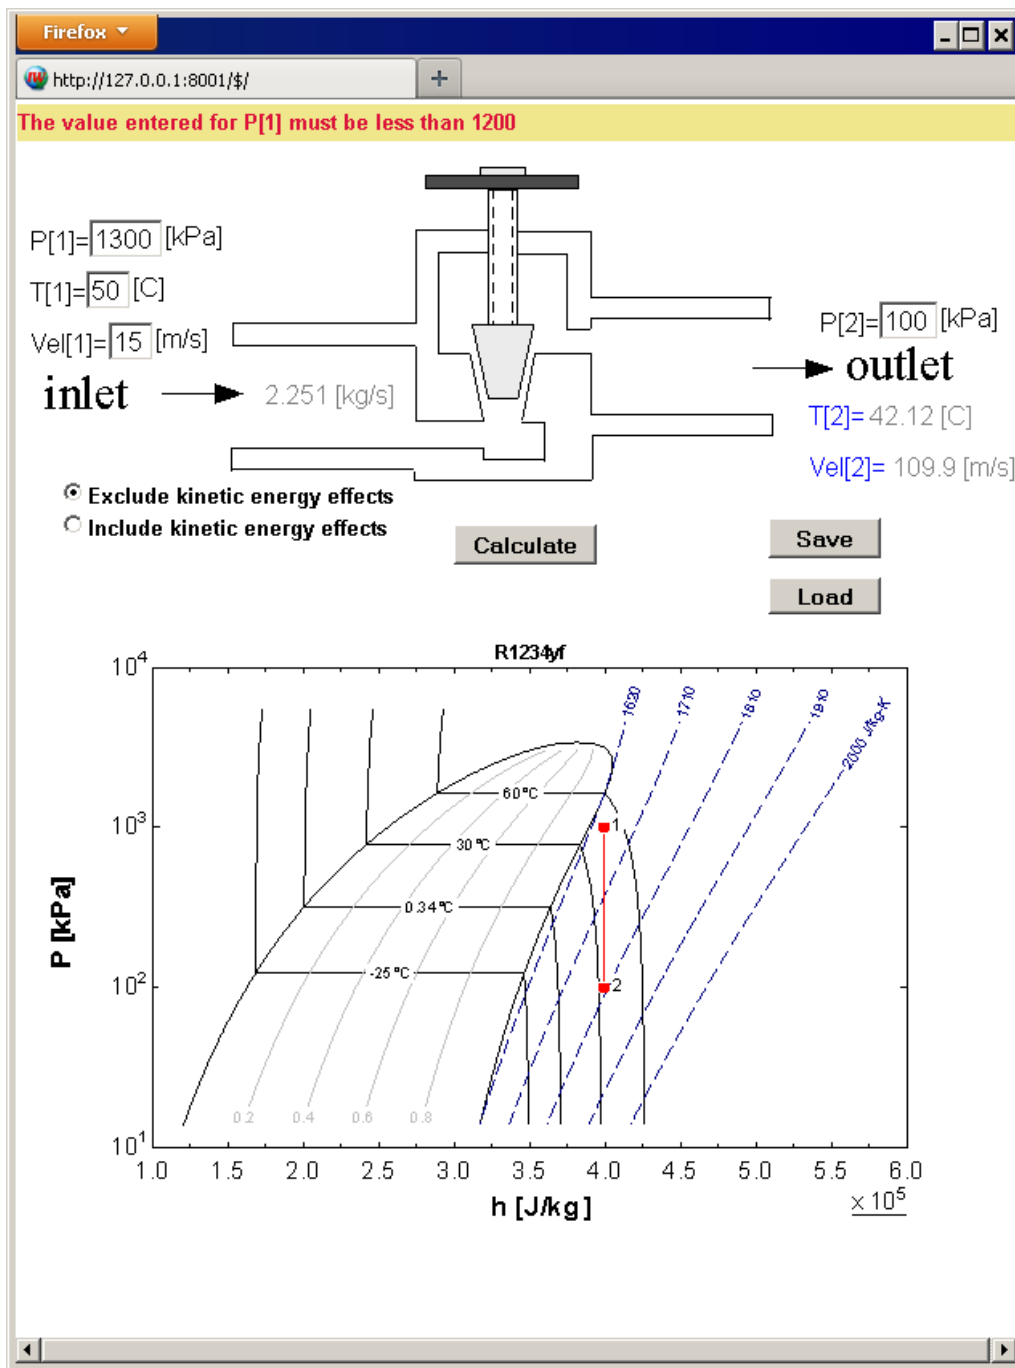 Firefox
http://127.0.0.1:8001/$/
The value entered for P[1] must be less than 1200
P[1]= 1300 [kPa]
T[1]= 50 [C]
Vel[1]= 15 [m/s]
P[2]= 100 [kPa]
inlet
2.251 [kg/s]
outlet
T[2]= 42.12 [C]
Vel[2]= 109.9 [m/s]
Exclude kinetic energy effects
Include kinetic energy effects
Calculate
Save
Load
R1234yf
10^4
1620
1710
1810
1910
2000 J/kg-K
60°C
10^3
1
30°C
0.34°C
P [kPa]
-25°C
10^2
2
0.2
0.4
0.6
0.8
10^1
1.0 1.5 2.0 2.5 3.0 3.5 4.0 4.5 5.0 5.5 6.0
h [J/kg]
x 10^5